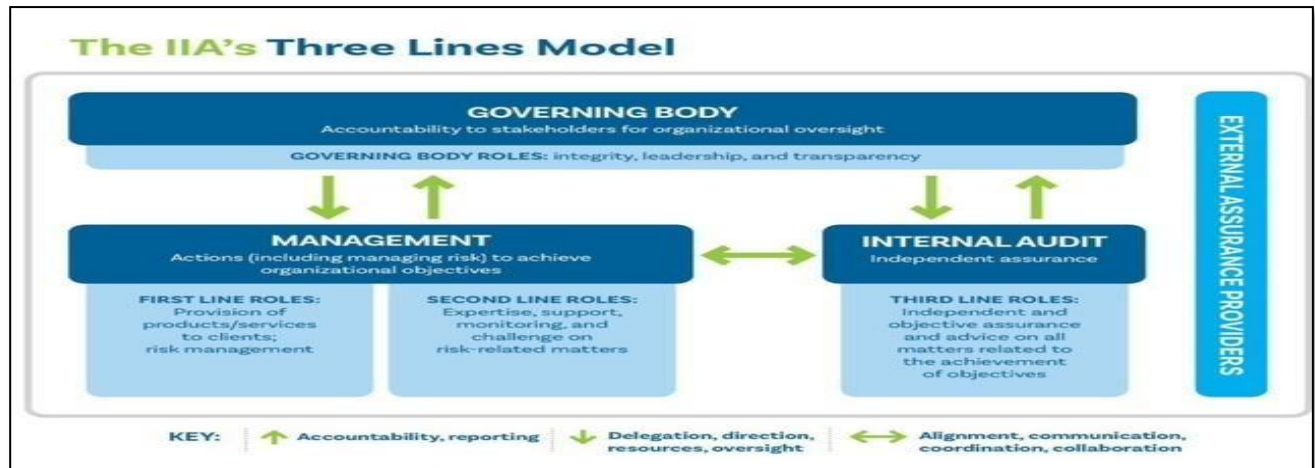 The IIA's Three Lines Model
GOVERNING BODY
Accountability to stakeholders for organizational oversight
GOVERNING BODY ROLES: integrity, leadership, and transparency
MANAGEMENT
Actions (including managing risk) to achieve
organizational objectives
INTERNAL AUDIT
Independent assurance
FIRST LINE ROLES:
Provision of
products/services
to clients;
risk management
SECOND LINE ROLES:
Expertise, support,
monitoring, and
challenge on
risk-related matters
THIRD LINE ROLES:
Independent and
objective assurance
and advice on all
matters related to
the achievement
of objectives
EXTERNAL ASSURANCE PROVIDERS
KEY:
Accountability, reporting
Delegation, direction,
resources, oversight
Alignment, communication,
coordination, collaboration